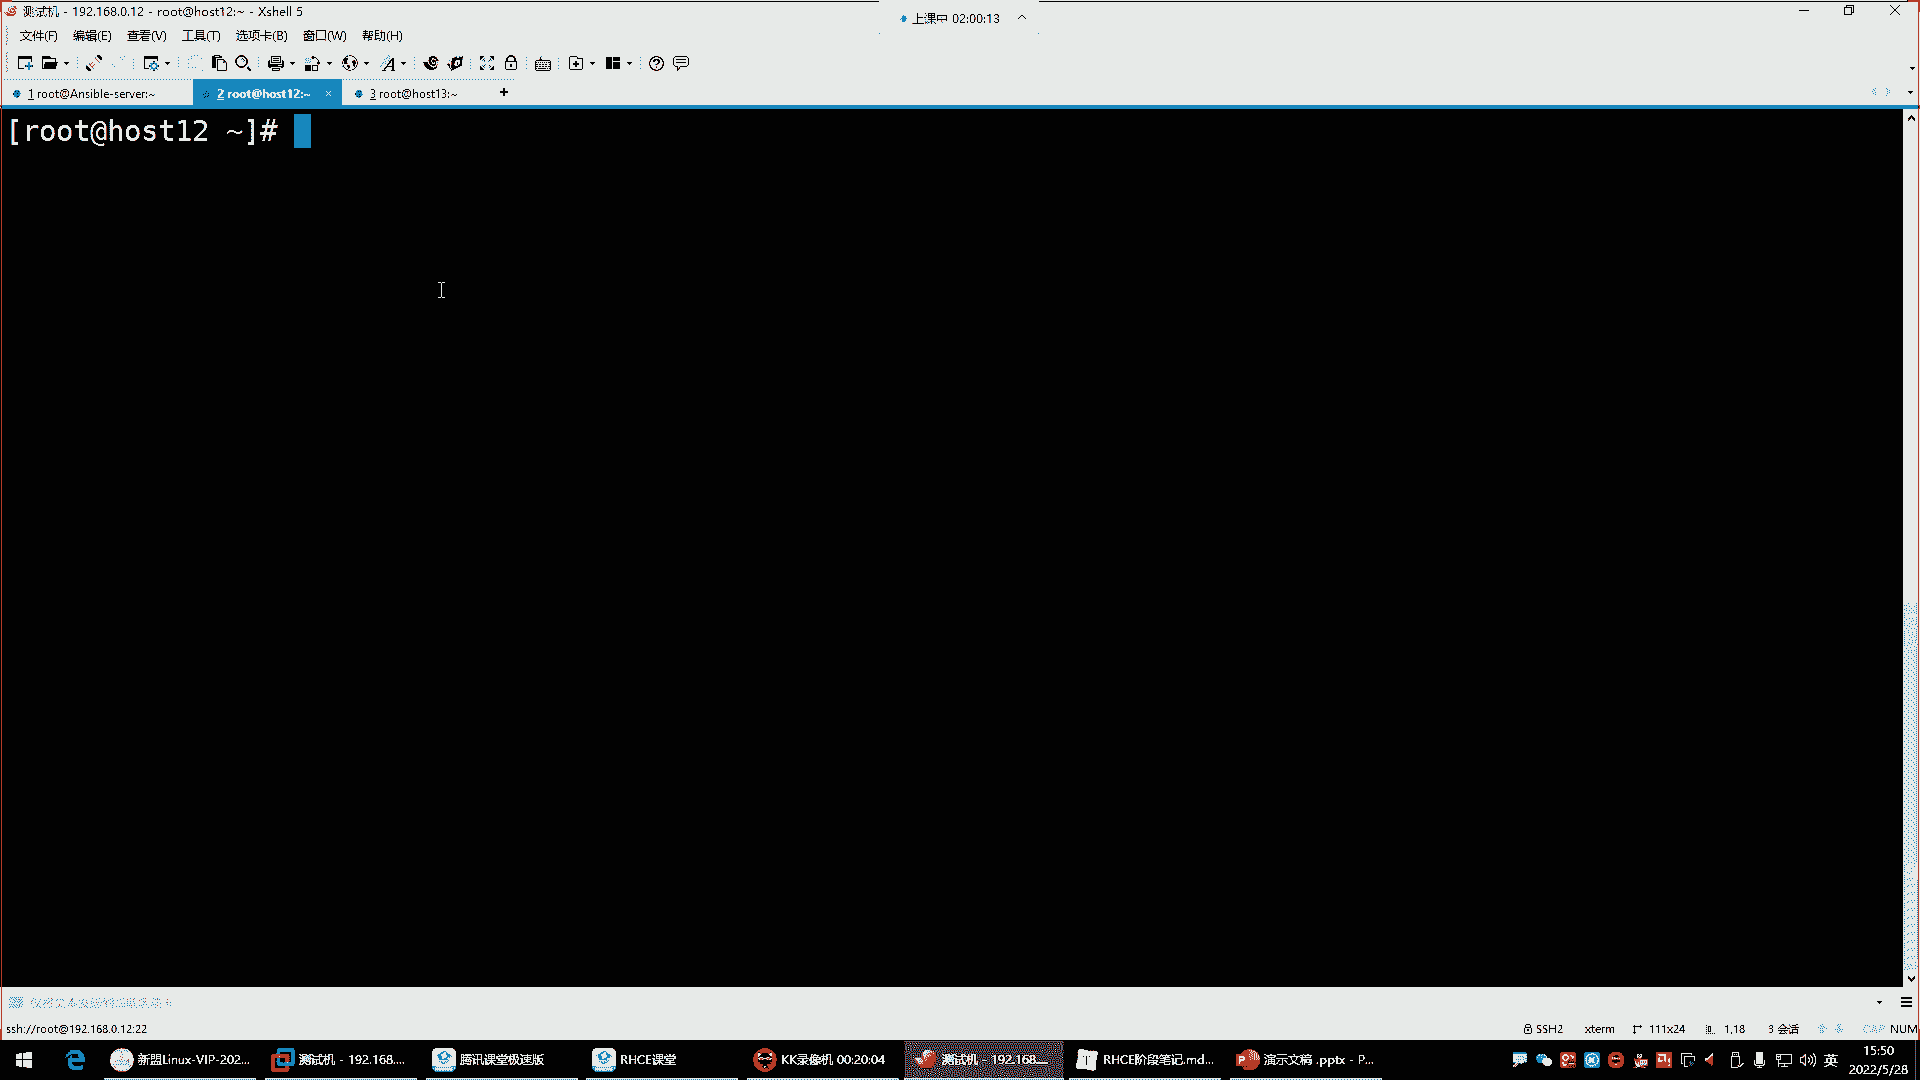 测试机 - 192.168.0.12 - root@host12:~ - Xshell 5
上课中 02:00:13
文件(F) 编辑(E) 查看(V) 工具(T) 选项卡(B) 窗口(W) 帮助(H)
1 root@Ansible-server:~ 2 root@host12:~ × 3 root@host13:~ +
[root@host12 ~]#
ssh://root@192.168.0.12:22 SSH2 xterm 111x24 1,18 3 会话 CAP NUM
新盟Linux-VIP-202... 测试机 - 192.168.... 腾讯课堂极速版 RHCE课堂 KK录像机 00:20:04 测试机 - 192.168.... RHCE阶段笔记.md... 演示文稿 .pptx - P... 英 15:50
2022/5/28